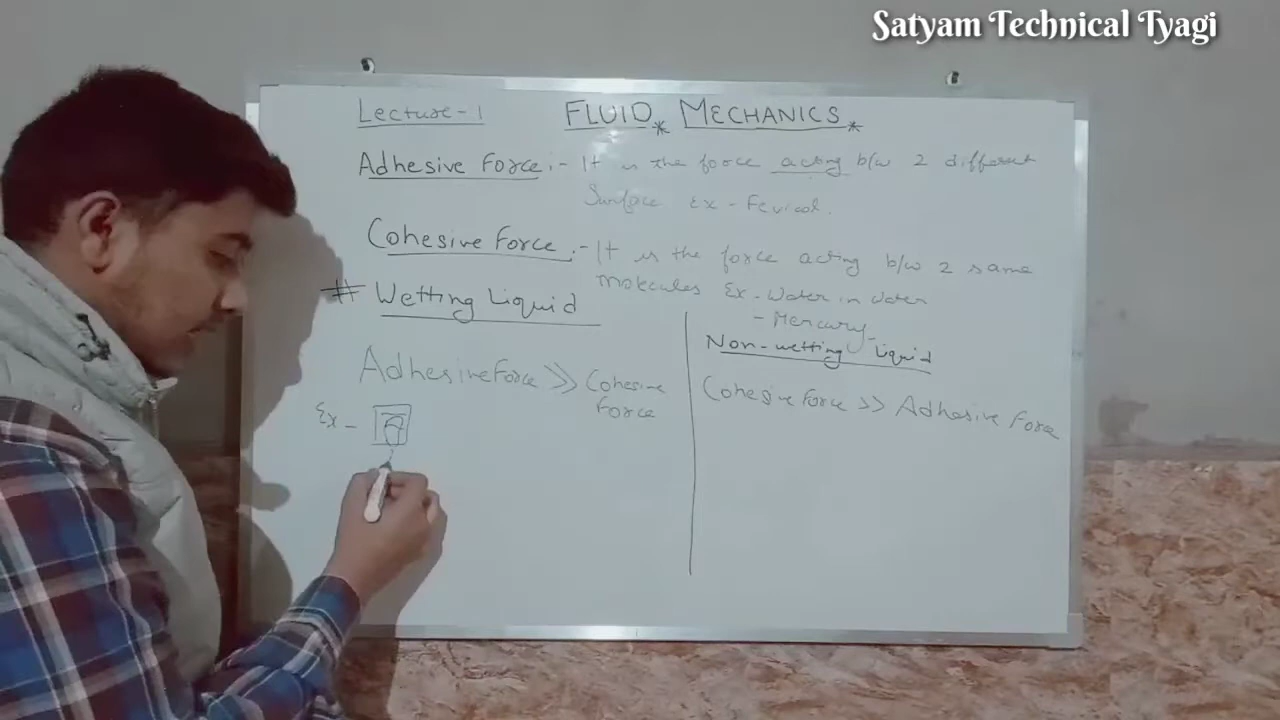 Satyam Technical Tyagi
Lecture-1 FLUID MECHANICS
Adhesive Force :- It is the force acting b/w 2 different
Surface Ex - Fevicol.
Cohesive Force :- It is the force acting b/w 2 same
molecules Ex - Water in water
- Mercury
# Wetting Liquid
Adhesive Force >> Cohesive
Force
Ex -
Non-wetting Liquid
Cohesive Force >> Adhesive Force